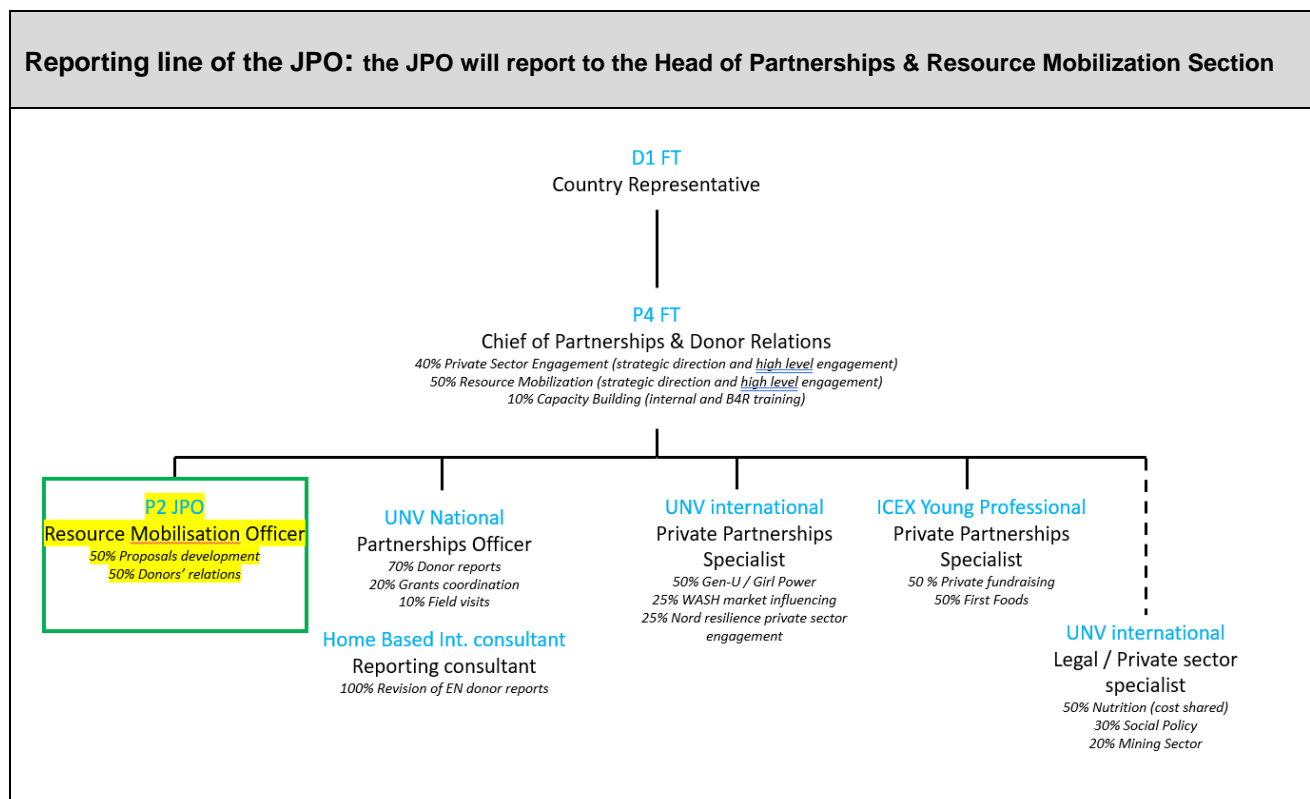 Reporting line of the JPO: the JPO will report to the Head of Partnerships & Resource Mobilization Section
D1 FT
Country Representative
P4 FT
Chief of Partnerships & Donor Relations
40% Private Sector Engagement (strategic direction and high level engagement)
50% Resource Mobilization (strategic direction and high level engagement)
10% Capacity Building (internal and B4R training)
P2 JPO
Resource Mobilisation Officer
50% Proposals development
50% Donors' relations
UNV National
Partnerships Officer
70% Donor reports
20% Grants coordination
10% Field visits
Home Based Int. consultant
Reporting consultant
100% Revision of EN donor reports
UNV international
Private Partnerships
Specialist
50% Gen-U / Girl Power
25% WASH market influencing
25% Nord resilience private sector
engagement
ICEX Young Professional
Private Partnerships
Specialist
50 % Private fundraising
50% First Foods
UNV international
Legal / Private sector
specialist
50% Nutrition (cost shared)
30% Social Policy
20% Mining Sector